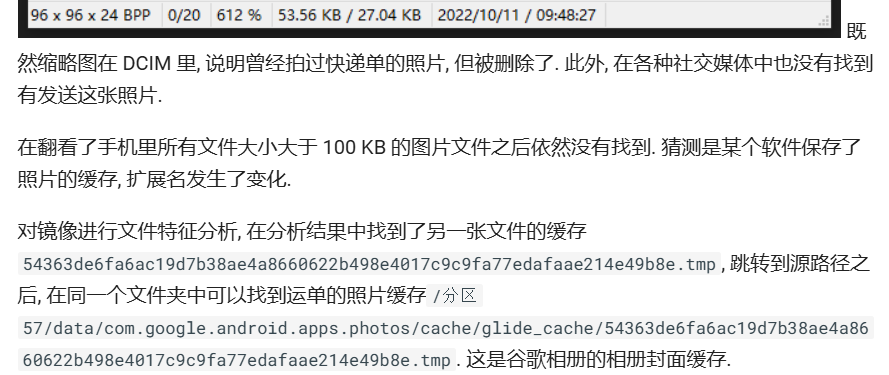 96 x 96 x 24 BPP 0/20 612 % 53.56 KB / 27.04 KB 2022/10/11 / 09:48:27 既
然缩略图在 DCIM 里, 说明曾经拍过快递单的照片, 但被删除了. 此外, 在各种社交媒体中也没有找到
有发送这张照片.
在翻看了手机里所有文件大小大于 100 KB 的图片文件之后依然没有找到. 猜测是某个软件保存了
照片的缓存, 扩展名发生了变化.
对镜像进行文件特征分析, 在分析结果中找到了另一张文件的缓存
54363de6fa6ac19d7b38ae4a8660622b498e4017c9c9fa77edafaae214e49b8e.tmp , 跳转到源路径之
后, 在同一个文件夹中可以找到运单的照片缓存 /分区
57/data/com.google.android.apps.photos/cache/glide_cache/54363de6fa6ac19d7b38ae4a86
60622b498e4017c9c9fa77edafaae214e49b8e.tmp . 这是谷歌相册的相册封面缓存.